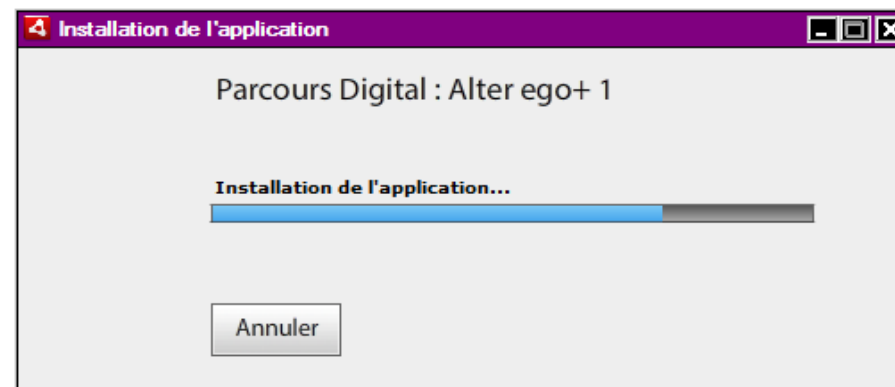 Installation de l'application
Parcours Digital : Alter ego+ 1
Installation de l'application...
Annuler